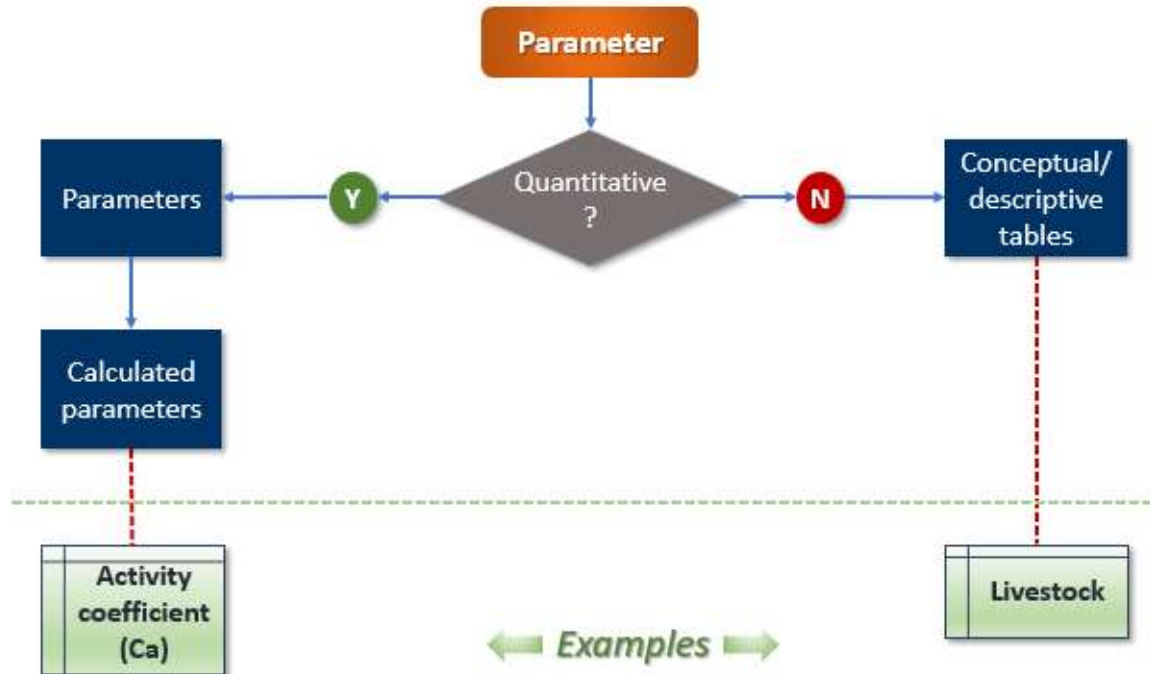 Parameter
Quantitative
?
Y
N
Parameters
Conceptual/
descriptive
tables
Calculated
parameters
Activity
coefficient
(Ca)
Examples
Livestock